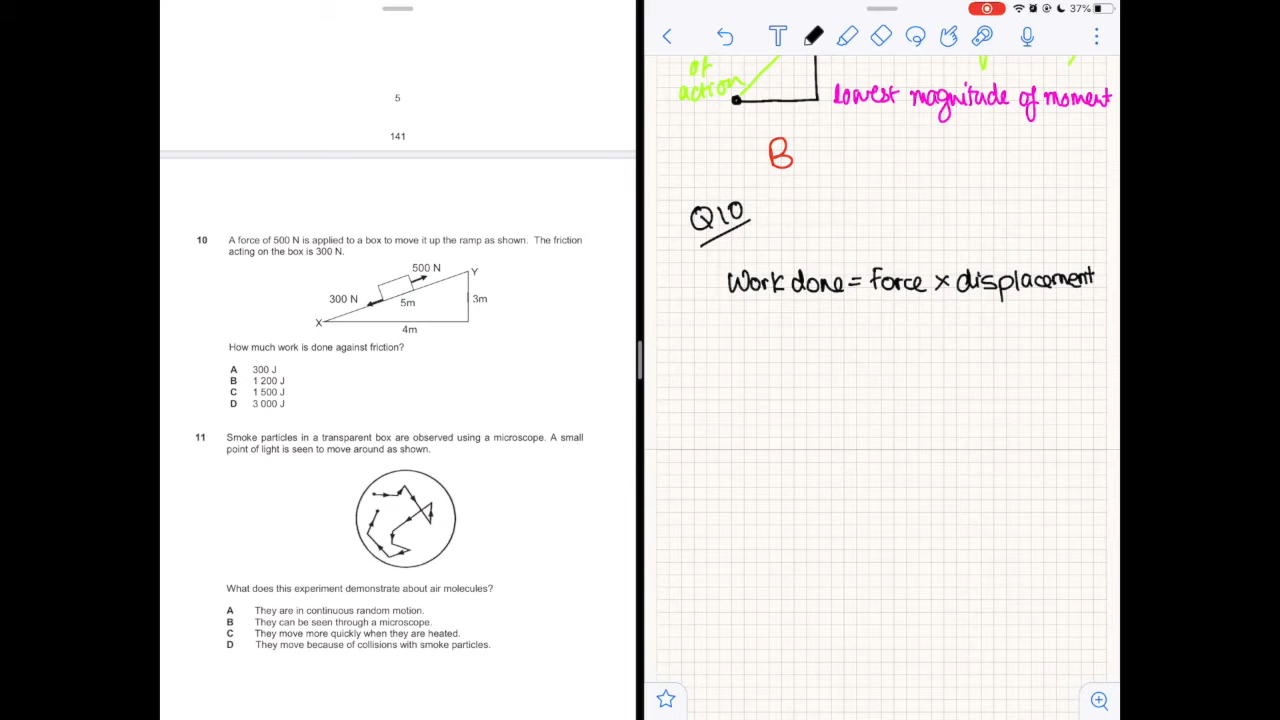 37%
T
5
141
of
action
Lowest magnitude of moment
B
Q10
Work done = force × displacement
10 A force of 500 N is applied to a box to move it up the ramp as shown. The friction
acting on the box is 300 N.
500 N
Y
300 N
5m
3m
X
4m
How much work is done against friction?
A 300 J
B 1 200 J
C 1 500 J
D 3 000 J
11 Smoke particles in a transparent box are observed using a microscope. A small
point of light is seen to move around as shown.
What does this experiment demonstrate about air molecules?
A They are in continuous random motion.
B They can be seen through a microscope.
C They move more quickly when they are heated.
D They move because of collisions with smoke particles.